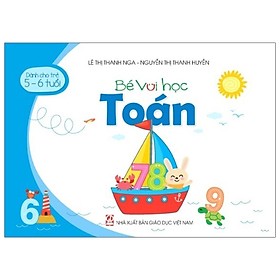 LÊ THỊ THANH NGA - NGUYỄN THỊ THANH HUYỀN
Dành cho trẻ
5 - 6 tuổi
Bé Vui học
Toán
7 8
6
9
NHÀ XUẤT BẢN GIÁO DỤC VIỆT NAM